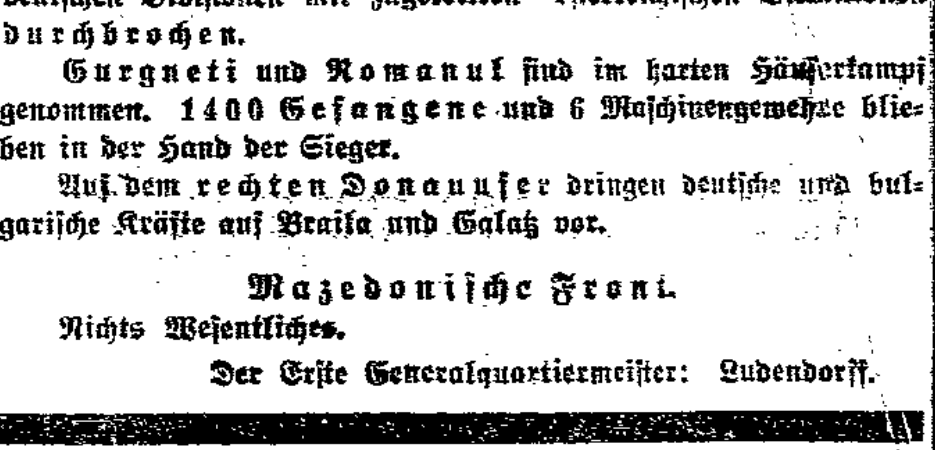 durchbrochen.
Gurgneti und Romanul sind im harten Häuserkampf
genommen. 1400 Gefangene und 6 Maschinengewehre blie-
ben in der Hand der Sieger.
Auf dem rechten Donauufer dringen deutsche und bul-
garische Kräfte auf Braila und Galatz vor.
Mazedonische Front.
Nichts Wesentliches.
Der Erste Generalquartiermeister: Ludendorff.